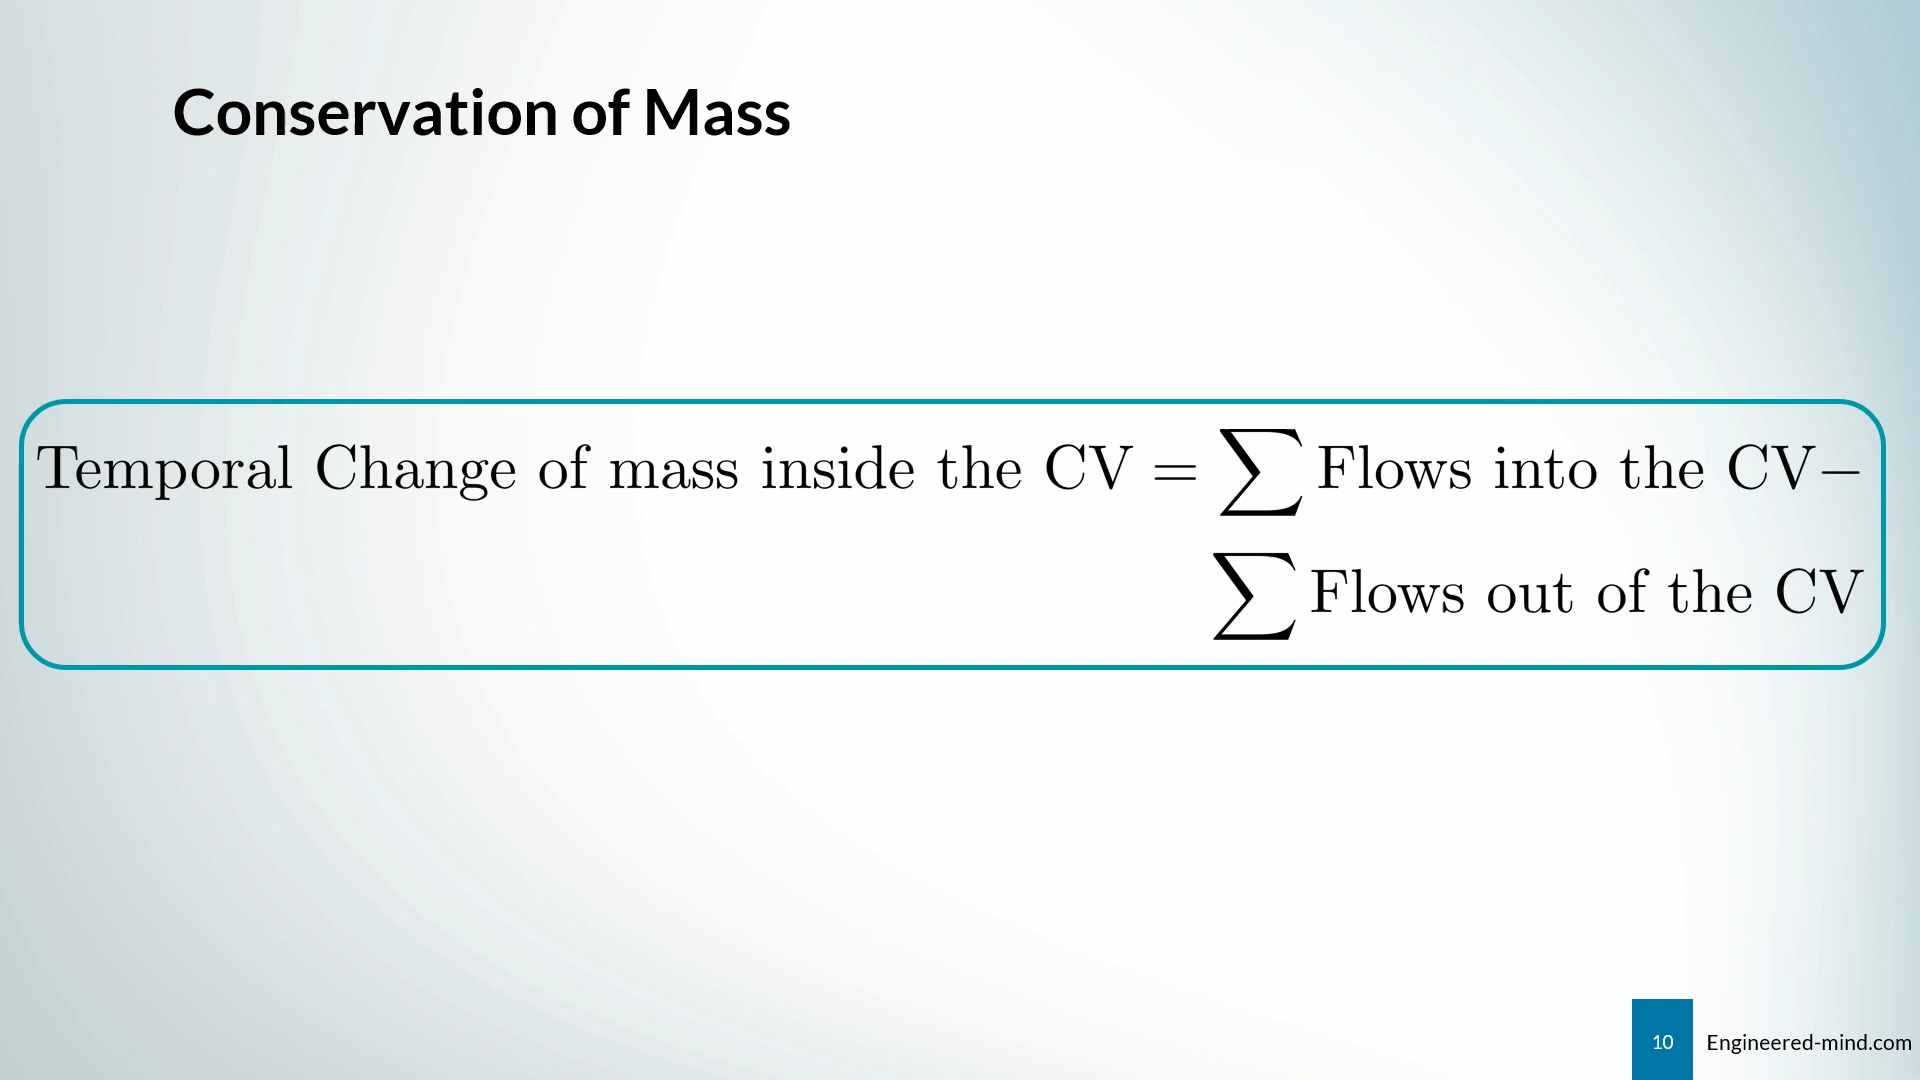 Conservation of Mass
Temporal Change of mass inside the CV = ∑ Flows into the CV−
∑ Flows out of the CV
10
Engineered-mind.com